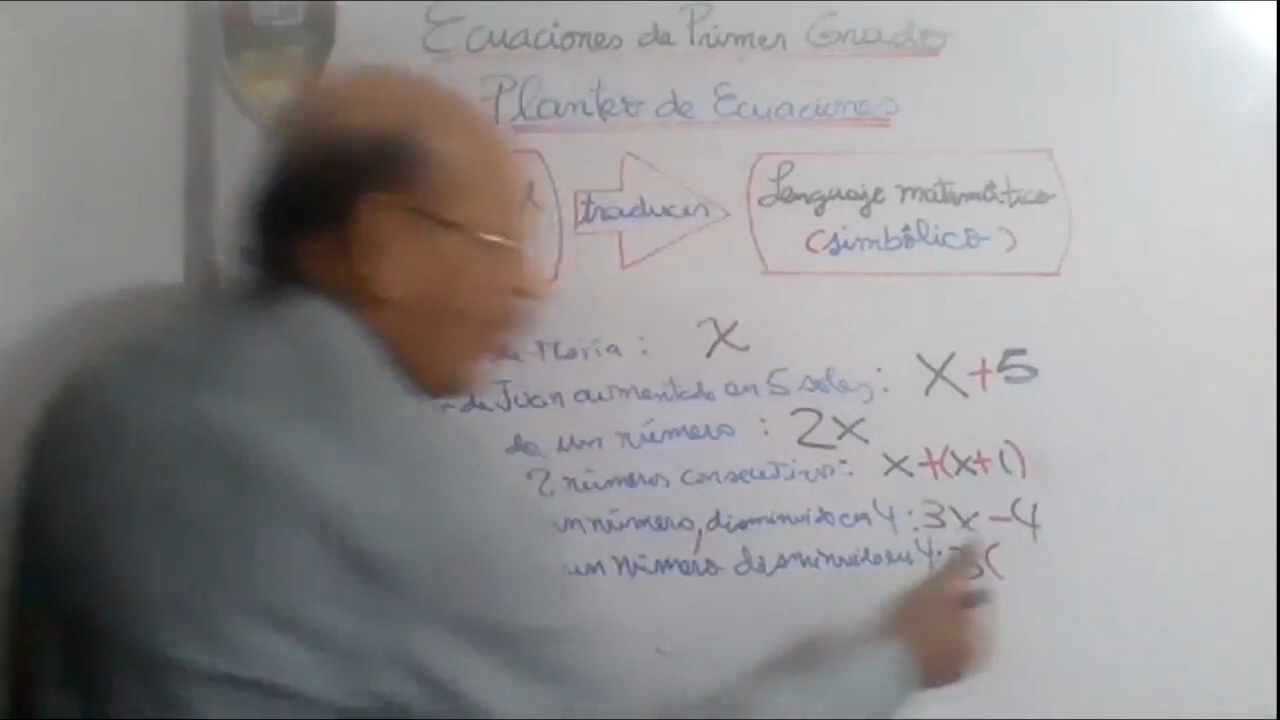 Ecuaciones de Primer Grado
Planteo de Ecuaciones
traducir
Lenguaje matemático
(simbólico)
María : x
de Juan aumentado en 5 soles : x+5
de un número : 2x
2 números consecutivos : x+(x+1)
un número, disminuido en 4 : 3x-4
un número disminuido en 4 : 3(